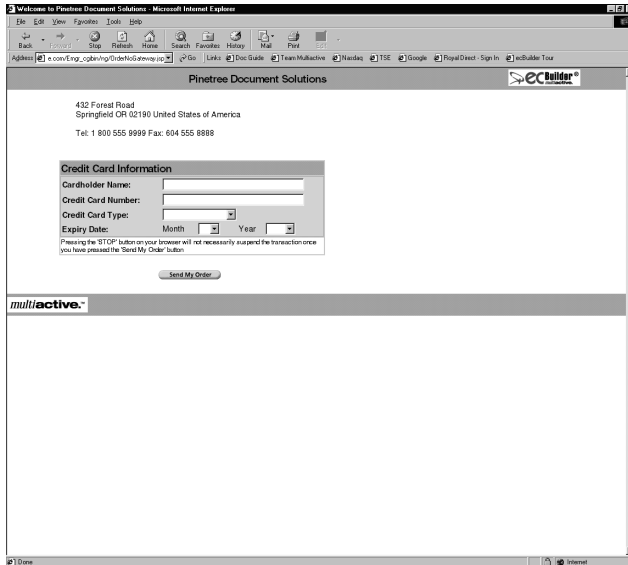 Welcome to Pinetree Document Solutions - Microsoft Internet Explorer
File Edit View Favorites Tools Help
Back Forward Stop Refresh Home Search Favorites History Mail Print Edit
Address e.com/Emgr_cgibin/ng/OrderNoGateway.jsp Go Links Doc Guide Team Multiactive Nasdaq TSE Google Royal Direct - Sign In ecBuilder Tour
Pinetree Document Solutions
ecBuilder®
multiactive.
432 Forest Road
Springfield OR 02190 United States of America
Tel: 1 800 555 9999 Fax: 604 555 8888
Credit Card Information
Cardholder Name:
Credit Card Number:
Credit Card Type:
Expiry Date: Month Year
Pressing the 'STOP' button on your browser will not necessarily suspend the transaction once
you have pressed the 'Send My Order' button
Send My Order
multiactive.™
Done Internet